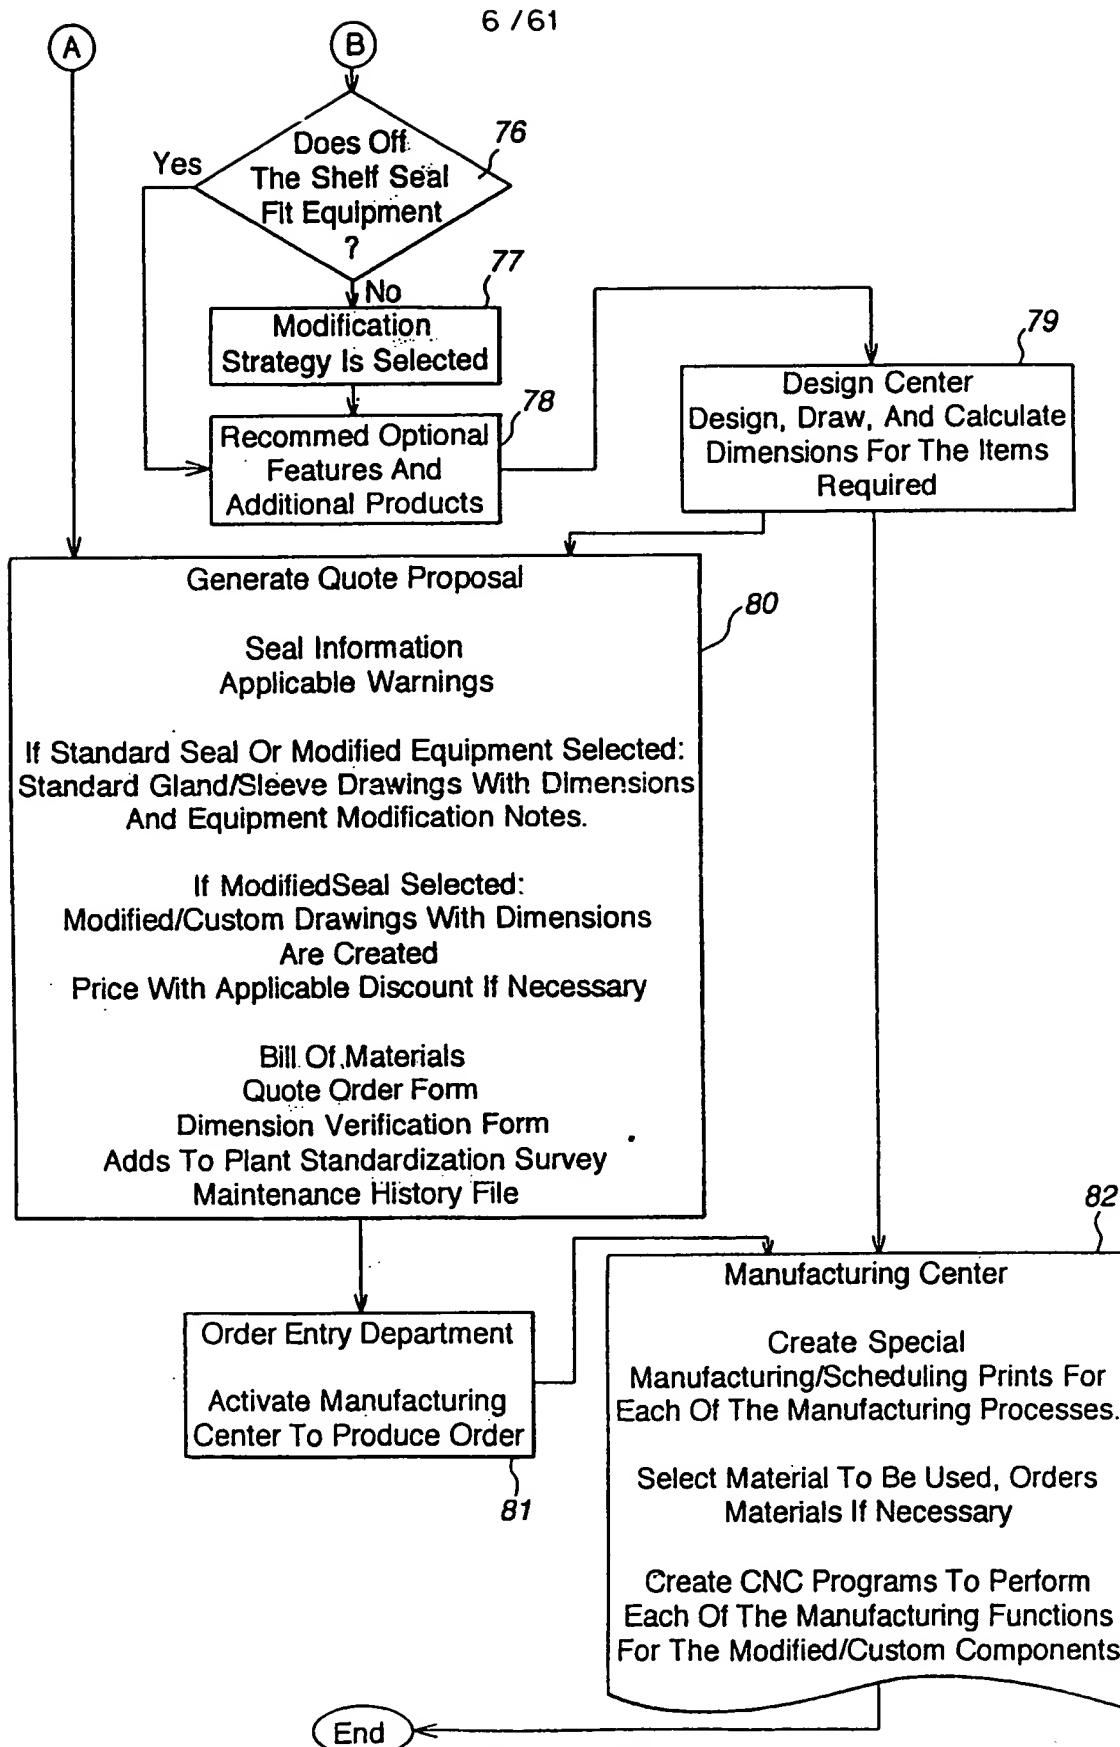 6 /61
A
B
Does Off
The Shelf Seal
Fit Equipment
?
76
Yes
No
77
Modification
Strategy Is Selected
78
Recommed Optional
Features And
Additional Products
79
Design Center
Design, Draw, And Calculate
Dimensions For The Items
Required
Generate Quote Proposal
80
Seal Information
Applicable Warnings
If Standard Seal Or Modified Equipment Selected:
Standard Gland/Sleeve Drawings With Dimensions
And Equipment Modification Notes.
If ModifiedSeal Selected:
Modified/Custom Drawings With Dimensions
Are Created
Price With Applicable Discount If Necessary
Bill Of Materials
Quote Order Form
Dimension Verification Form
Adds To Plant Standardization Survey
Maintenance History File
Order Entry Department
Activate Manufacturing
Center To Produce Order
81
82
Manufacturing Center
Create Special
Manufacturing/Scheduling Prints For
Each Of The Manufacturing Processes.
Select Material To Be Used, Orders
Materials If Necessary
Create CNC Programs To Perform
Each Of The Manufacturing Functions
For The Modified/Custom Components
End